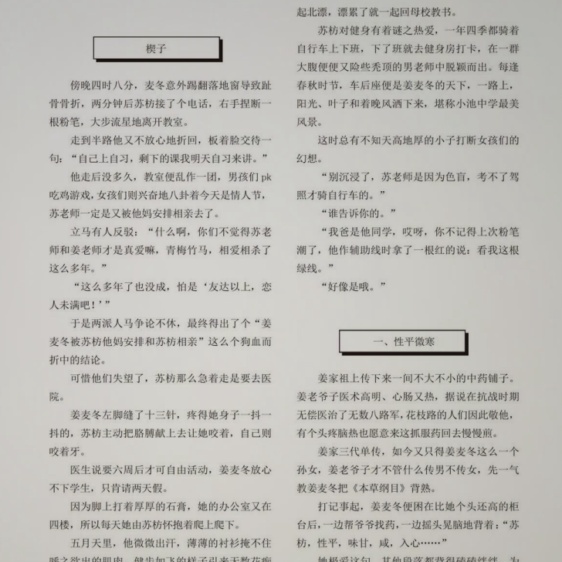 楔子
傍晚四时八分，麦冬意外踢翻落地窗导致趾
骨骨折，两分钟后苏枋接了个电话，右手捏断一
根粉笔，大步流星地离开教室。
走到半路他又不放心地折回，板着脸交待一
句：“自己上自习，剩下的课我明天自习来讲。”
他走后没多久，教室便乱作一团，男孩们pk
吃鸡游戏，女孩们则兴奋地八卦着今天是情人节，
苏老师一定是又被他妈安排相亲去了。
立马有人反驳：“什么啊，你们不觉得苏老
师和姜老师才是真爱嘛，青梅竹马，相爱相杀了
这么多年。”
“这么多年了也没成，怕是‘友达以上，恋
人未满吧！’”
于是两派人马争论不休，最终得出了个“姜
麦冬被苏枋他妈安排和苏枋相亲”这么个狗血而
折中的结论。
可惜他们失望了，苏枋那么急着走是要去医
院。
姜麦冬左脚缝了十三针，疼得她身子一抖一
抖的，苏枋主动把胳膊献上去让她咬着，自己则
咬着牙。
医生说要六周后才可自由活动，姜麦冬放心
不下学生，只肯请两天假。
因为脚上打着厚厚的石膏，她的办公室又在
四楼，所以每天她由苏枋怀抱着爬上爬下。
五月天里，他微微出汗，薄薄的衬衫掩不住
起北漂，漂累了就一起回母校教书。
苏枋对健身有着谜之热爱，一年四季都骑着
自行车上下班，下了班就去健身房打卡，在一群
大腹便便又险些秃顶的男老师中脱颖而出。每逢
春秋时节，车后座便是姜麦冬的天下，一路上，
阳光、叶子和着晚风洒下来，堪称小池中学最美
风景。
这时总有不知天高地厚的小子打断女孩们的
幻想。
“别沉浸了，苏老师是因为色盲，考不了驾
照才骑自行车的。”
“谁告诉你的。”
“我爸是他同学，哎呀，你不记得上次粉笔
潮了，他作辅助线时拿了一根红的说：看我这根
绿线。”
“好像是哦。”
一、性平微寒
姜家祖上传下来一间不大不小的中药铺子。
姜老爷子医术高明、心肠又热，据说在抗战时期
无偿医治了无数八路军，花枝路的人们因此敬他，
有个头疼脑热也愿意来这抓服药回去慢慢煎。
姜家三代单传，如今又只得姜麦冬这么一个
孙女，姜老爷子才不管什么传男不传女，先一气
教姜麦冬把《本草纲目》背熟。
打记事起，姜麦冬便困在比她个头还高的柜
台后，一边帮爷爷找药，一边摇头晃脑地背着：“苏
枋，性平，味甘，咸，入心……”